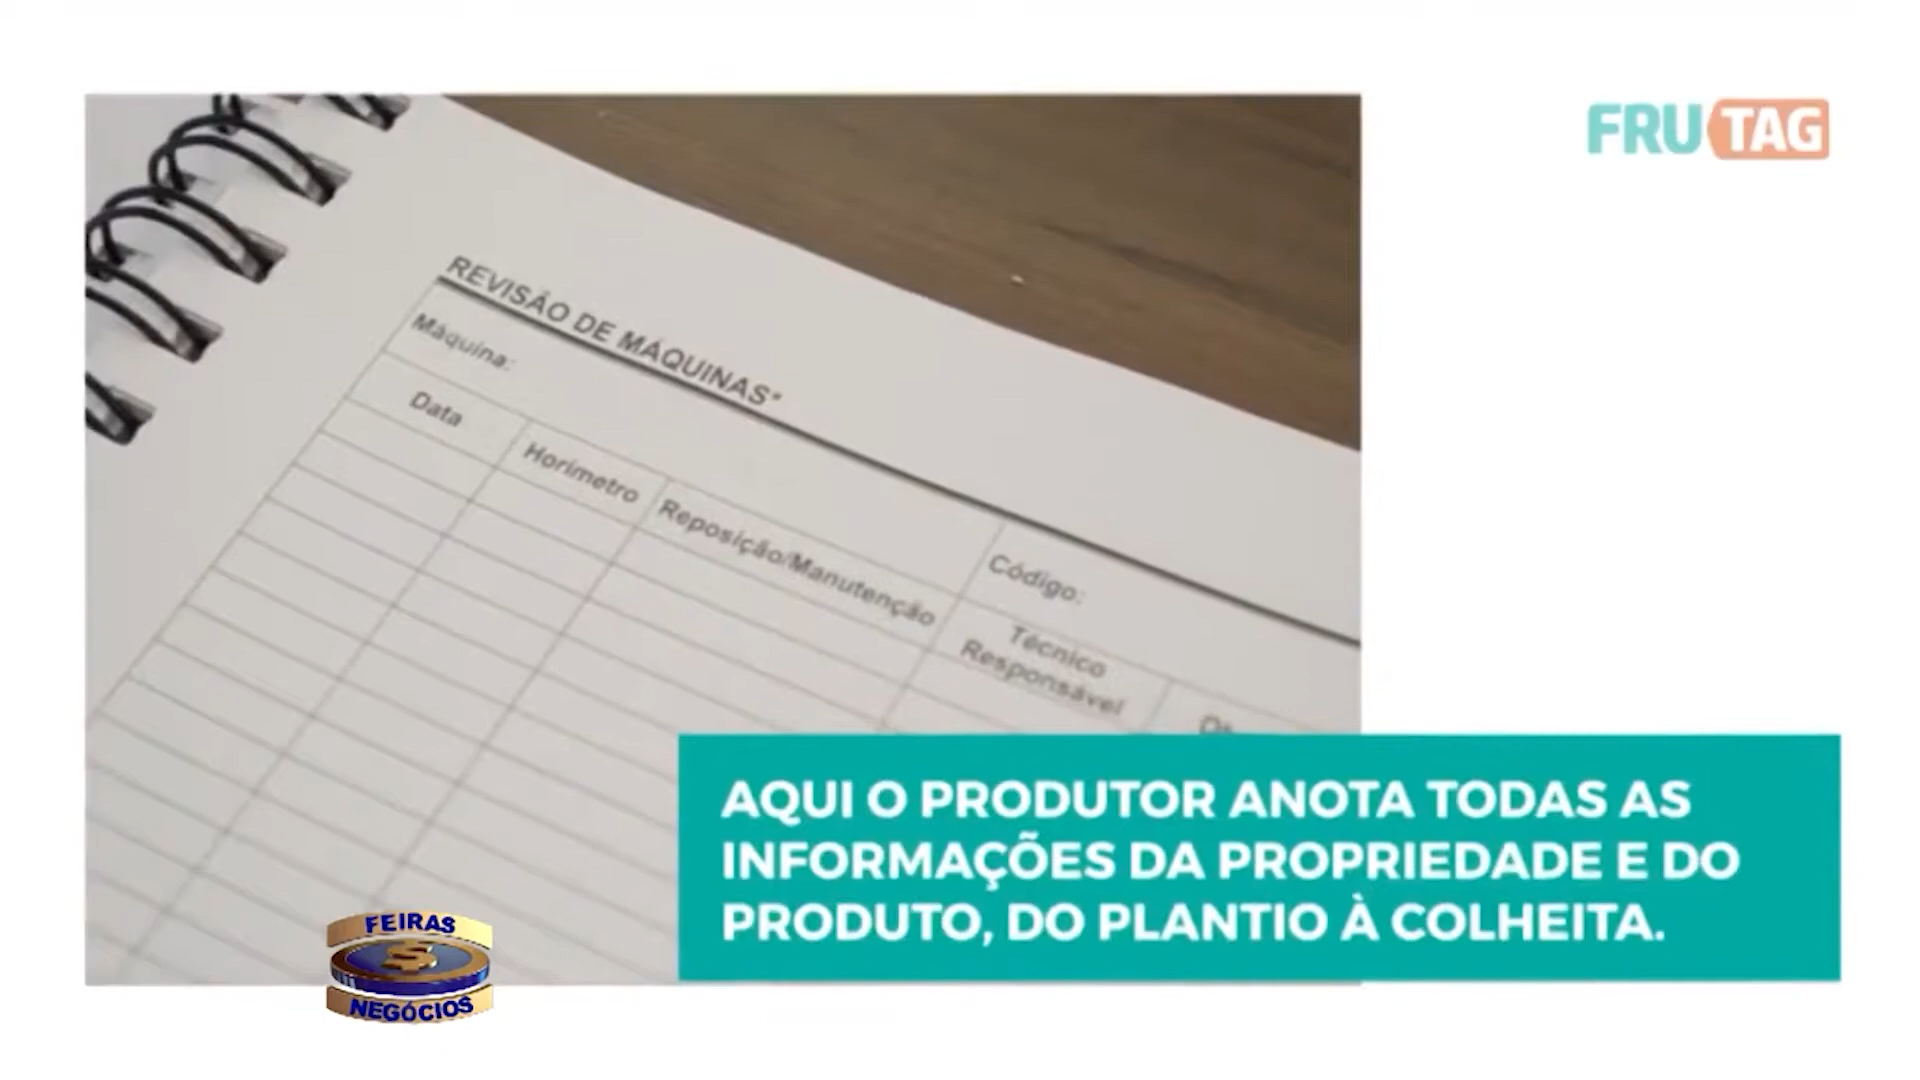 FRUTAG
REVISÃO DE MÁQUINAS*
Máquina:
Código:
Data
Horímetro
Reposição/Manutenção
Técnico
Responsável
AQUI O PRODUTOR ANOTA TODAS AS
INFORMAÇÕES DA PROPRIEDADE E DO
PRODUTO, DO PLANTIO À COLHEITA.
FEIRAS
$
NEGÓCIOS